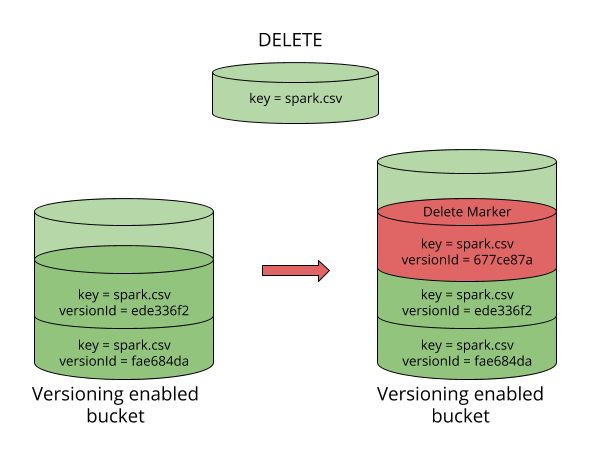 DELETE
key = spark.csv
key = spark.csv
versionId = ede336f2
key = spark.csv
versionId = fae684da
Versioning enabled
bucket
Delete Marker
key = spark.csv
versionId = 677ce87a
key = spark.csv
versionId = ede336f2
key = spark.csv
versionId = fae684da
Versioning enabled
bucket